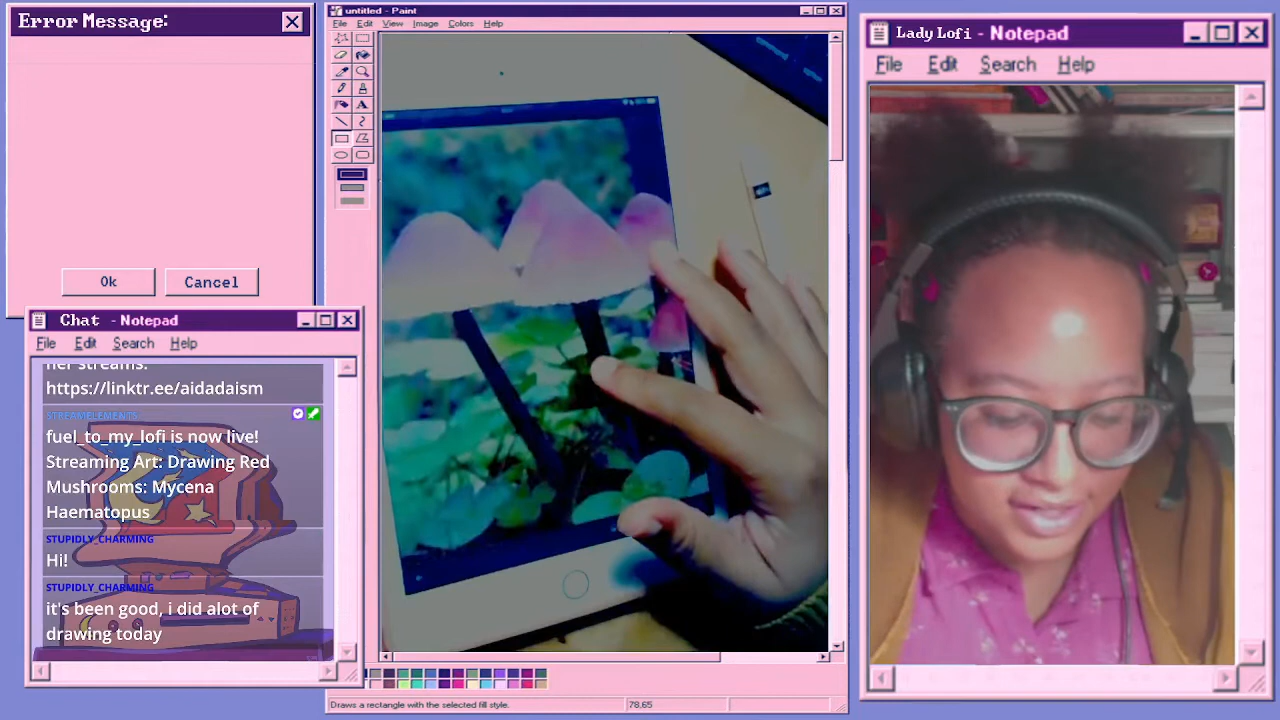 Error Message:
Ok
Cancel
Chat - Notepad
File Edit Search Help
her streams:
https://linktr.ee/aidadaism
STREAMELEMENTS
fuel_to_my_lofi is now live!
Streaming Art: Drawing Red
Mushrooms: Mycena
Haematopus
STUPIDLY_CHARMING
Hi!
STUPIDLY_CHARMING
it's been good, i did alot of
drawing today
untitled - Paint
File Edit View Image Colors Help
A
Draws a rectangle with the selected fill style.
78,65
Lady Lofi - Notepad
File Edit Search Help